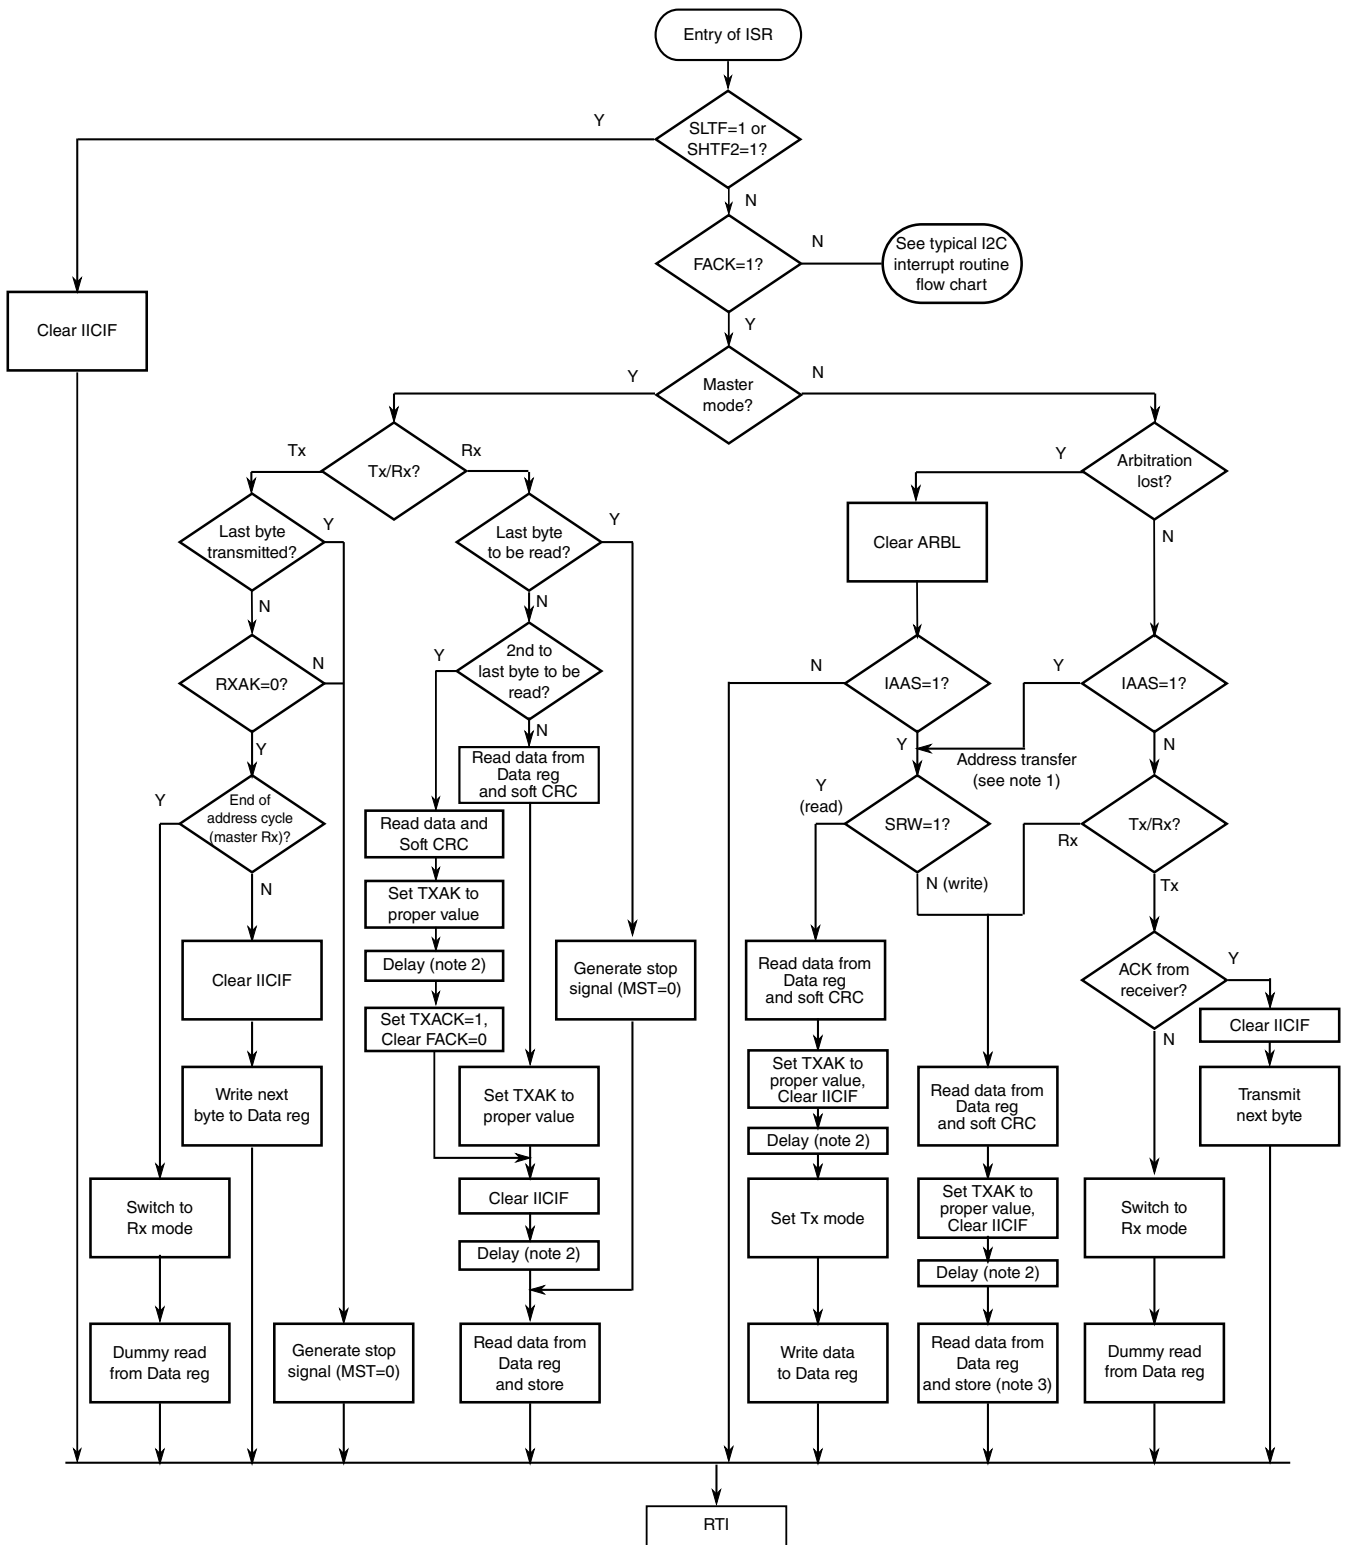 Entry of ISR
Y
SLTF=1 or
SHTF2=1?
N
FACK=1?
N
See typical I2C
interrupt routine
flow chart
Clear IICIF
Y
Y
Master
mode?
N
Tx
Tx/Rx?
Rx
Y
Arbitration
lost?
Last byte
transmitted?
Y
Last byte
to be read?
Y
Clear ARBL
N
N
N
RXAK=0?
N
Y
2nd to
last byte to be
read?
N
IAAS=1?
Y
IAAS=1?
Y
N
Read data from
Data reg
and soft CRC
Y
Address transfer
(see note 1)
N
Y
End of
address cycle
(master Rx)?
Read data and
Soft CRC
Y
(read)
SRW=1?
Rx
Tx/Rx?
N
Set TXAK to
proper value
N (write)
Tx
Clear IICIF
Delay (note 2)
Generate stop
signal (MST=0)
Read data from
Data reg
and soft CRC
ACK from
receiver?
Y
Set TXACK=1,
Clear FACK=0
Clear IICIF
N
Write next
byte to Data reg
Set TXAK to
proper value
Set TXAK to
proper value,
Clear IICIF
Read data from
Data reg
and soft CRC
Transmit
next byte
Delay (note 2)
Switch to
Rx mode
Clear IICIF
Set Tx mode
Set TXAK to
proper value,
Clear IICIF
Switch to
Rx mode
Delay (note 2)
Delay (note 2)
Dummy read
from Data reg
Generate stop
signal (MST=0)
Read data from
Data reg
and store
Write data
to Data reg
Read data from
Data reg
and store (note 3)
Dummy read
from Data reg
RTI